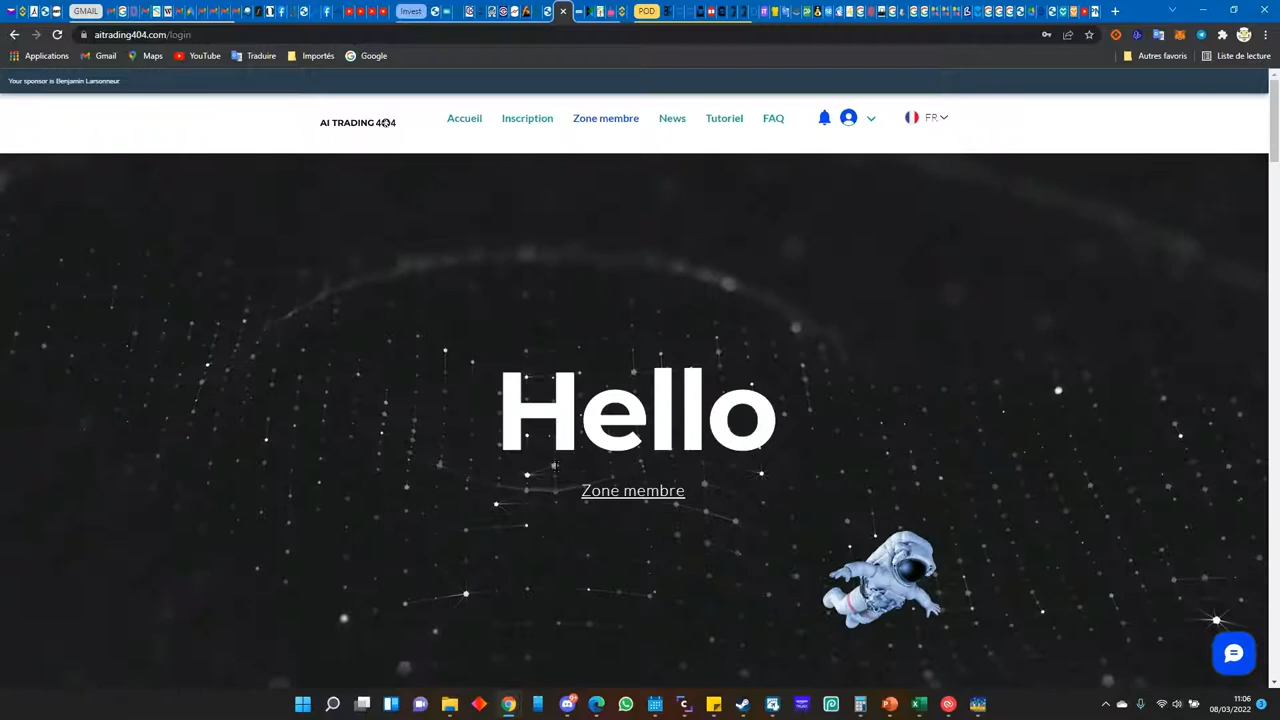 GMAIL
Invest
POD
aitrading404.com/login
Applications
Gmail
Maps
YouTube
Traduire
Importés
Google
Autres favoris
Liste de lecture
Your sponsor is Benjamin Larsonneur
AI TRADING 404
Accueil
Inscription
Zone membre
News
Tutoriel
FAQ
FR
Hello
Zone membre
11:06
08/03/2022